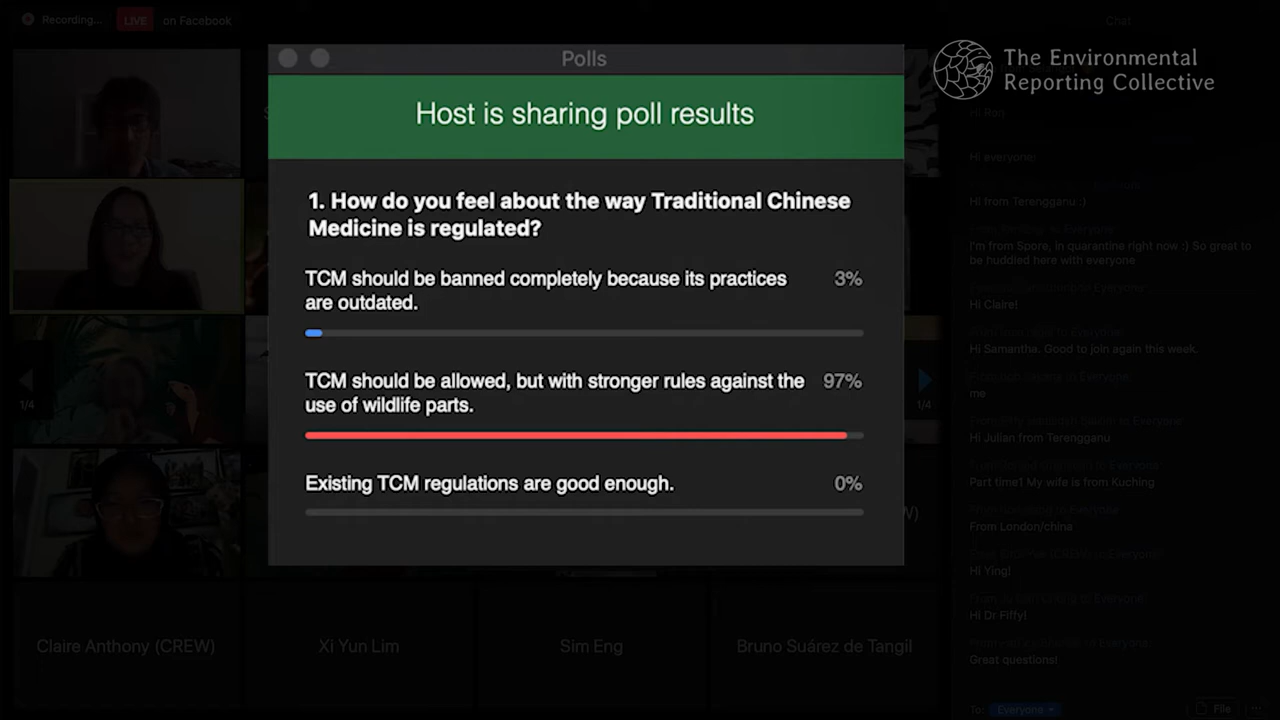 Recording...
LIVE
on Facebook
Polls
Host is sharing poll results
1. How do you feel about the way Traditional Chinese
Medicine is regulated?
TCM should be banned completely because its practices
are outdated.
3%
TCM should be allowed, but with stronger rules against the
use of wildlife parts.
97%
Existing TCM regulations are good enough.
0%
1/4
1/4
Claire Anthony (CREW)
Xi Yun Lim
Sim Eng
Bruno Suárez de Tangil
Chat
The Environmental
Reporting Collective
Hi Ron
Hi everyone!
Hi from Terengganu :)
I'm from Spore, in quarantine right now :) So great to
be huddled here with everyone
Hi Claire!
Hi Samantha. Good to join again this week.
me
Hi Julian from Terengganu
Part time! My wife is from Kuching
From London/china
Hi Ying!
Hi Dr Fiffy!
Great questions!
To: Everyone
File